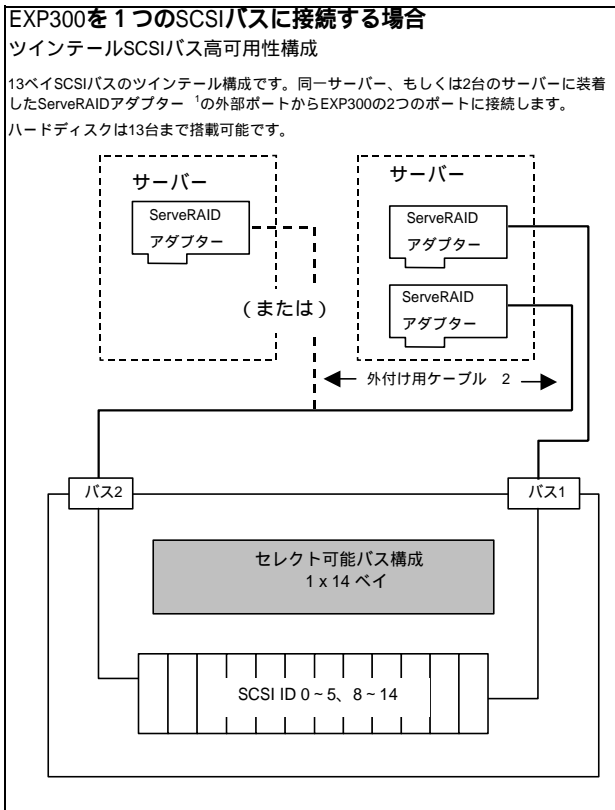 EXP300を１つのSCSIバスに接続する場合
ツインテールSCSIバス高可用性構成
13ベイSCSIバスのツインテール構成です。同一サーバー、もしくは2台のサーバーに装着
したServeRAIDアダプター ¹の外部ポートからEXP300の2つのポートに接続します。
ハードディスクは13台まで搭載可能です。
サーバー
ServeRAID
アダプター
サーバー
ServeRAID
アダプター
ServeRAID
アダプター
（または）
外付け用ケーブル 2
バス2
バス1
セレクト可能バス構成
1 x 14 ベイ
SCSI ID 0 ~ 5、8 ~ 14